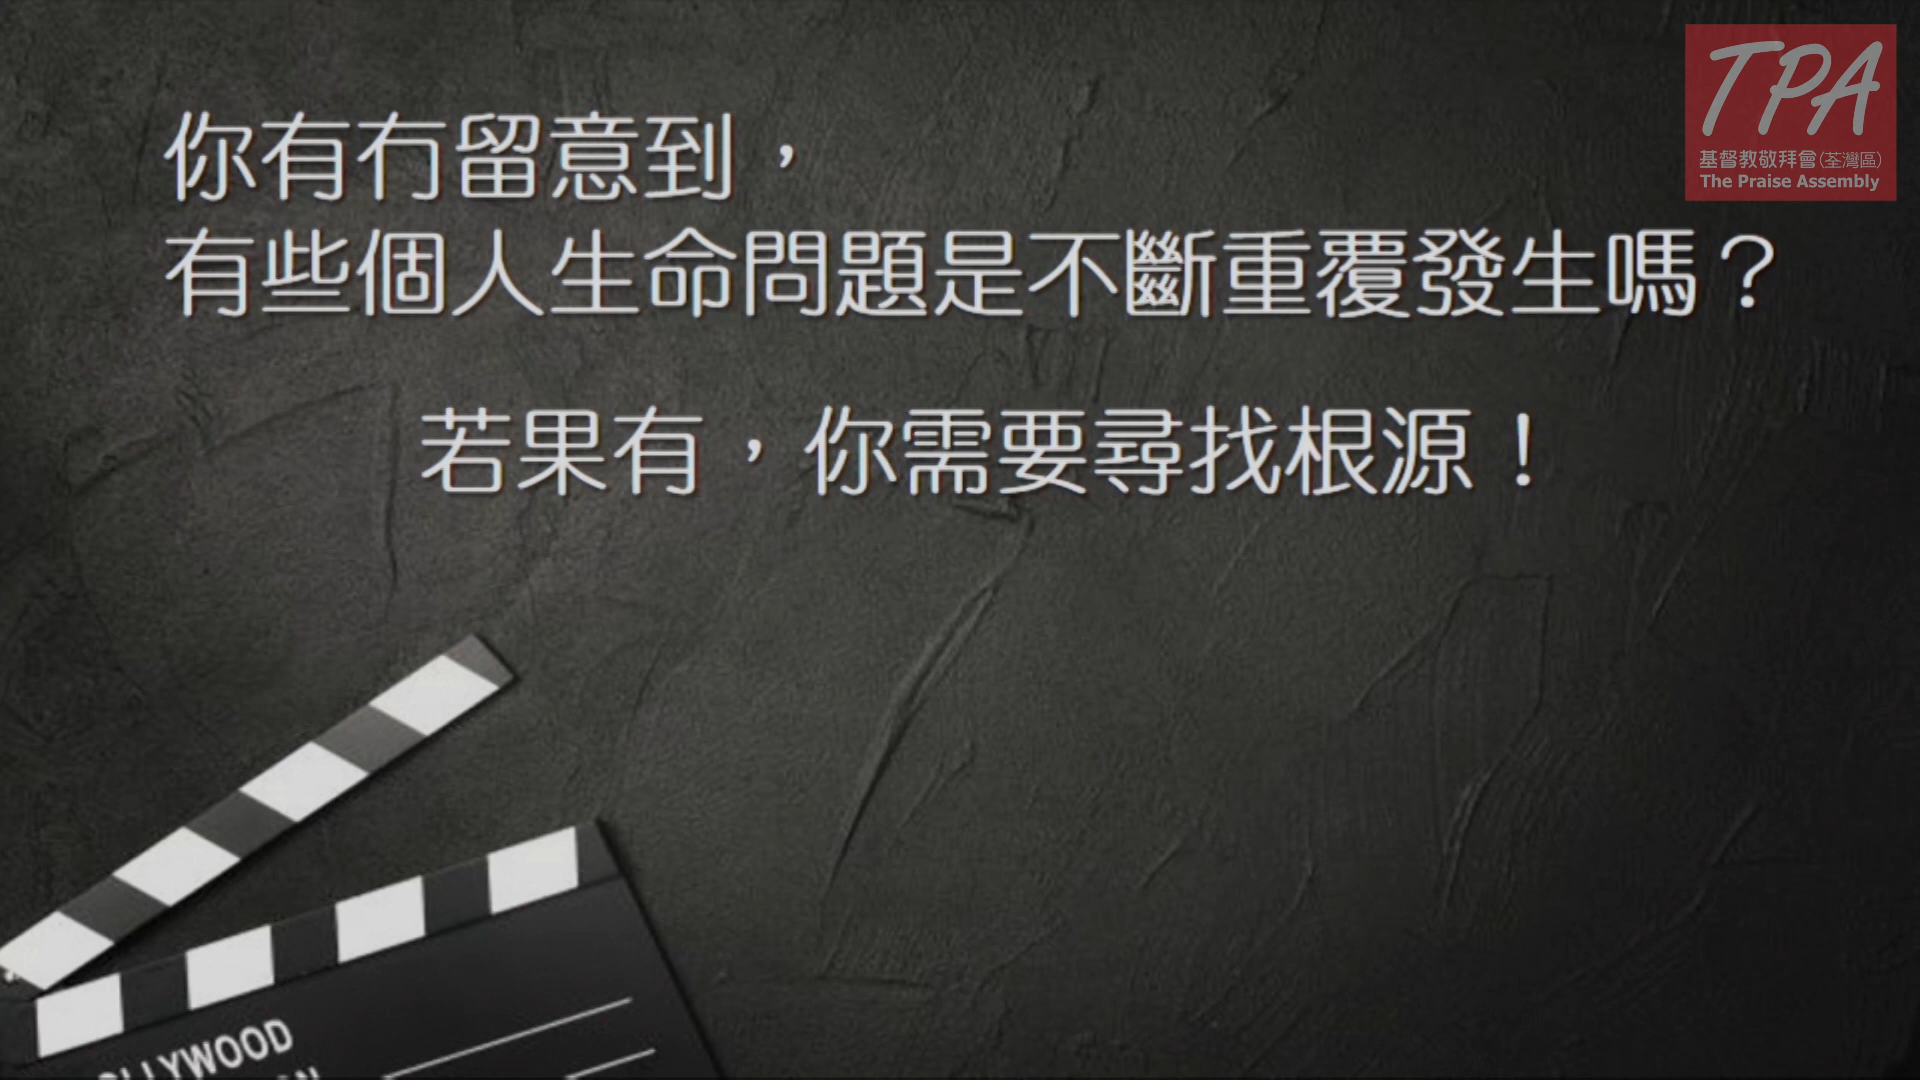 你有冇留意到，
有些個人生命問題是不斷重覆發生嗎？
若果有，你需要尋找根源！
TPA
基督教敬拜會(荃灣區)
The Praise Assembly
OLLYWOOD